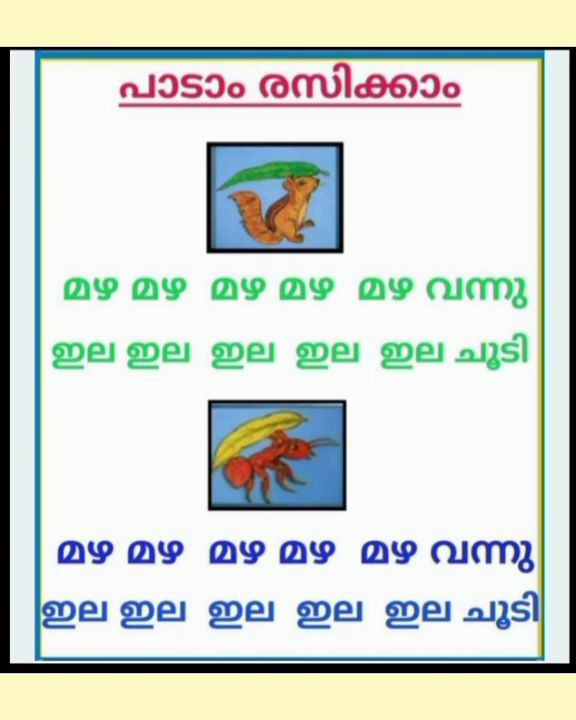 പാടാം രസിക്കാം
മഴ മഴ മഴ മഴ മഴ വന്നു
ഇല ഇല ഇല ഇല ഇല ചൂടി
മഴ മഴ മഴ മഴ മഴ വന്നു
ഇല ഇല ഇല ഇല ഇല ചൂടി